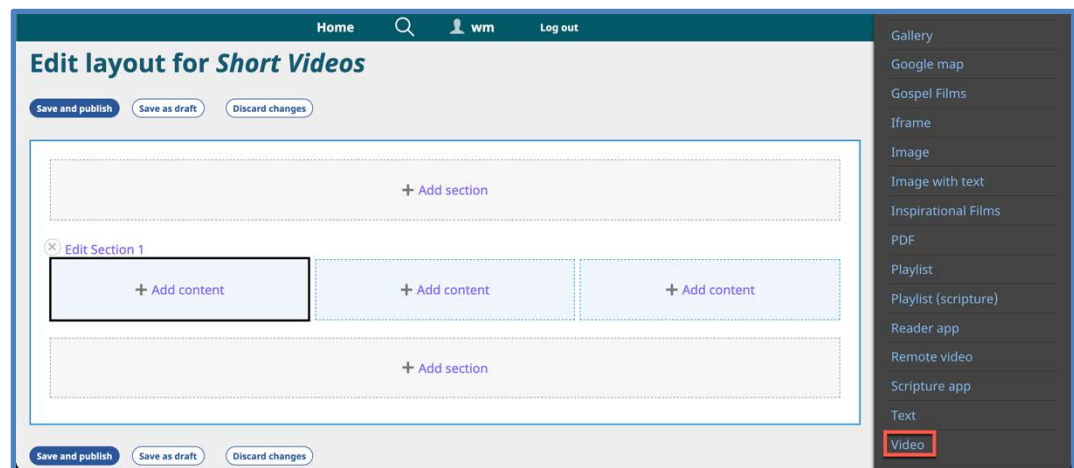 Home wm Log out
Edit layout for Short Videos
Save and publish Save as draft Discard changes
+ Add section
Edit Section 1
+ Add content + Add content + Add content
+ Add section
Save and publish Save as draft Discard changes
Gallery
Google map
Gospel Films
Iframe
Image
Image with text
Inspirational Films
PDF
Playlist
Playlist (scripture)
Reader app
Remote video
Scripture app
Text
Video